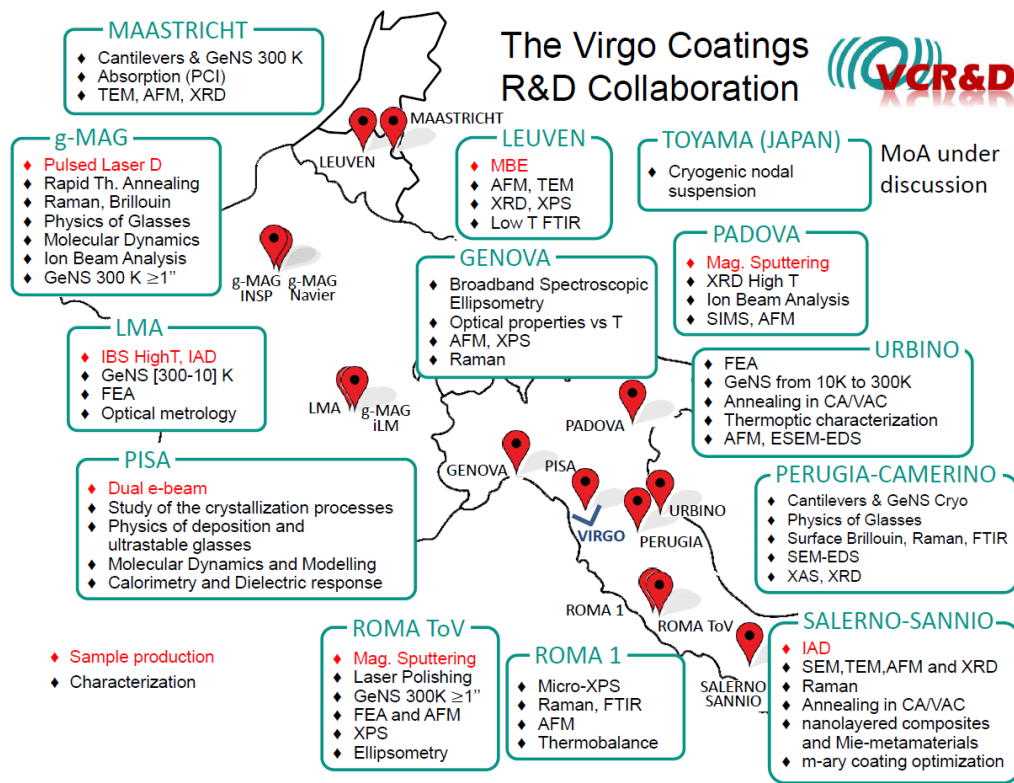 The Virgo Coatings
R&D Collaboration
VCR&D
MAASTRICHT
♦ Cantilevers & GeNS 300 K
♦ Absorption (PCI)
♦ TEM, AFM, XRD
g-MAG
♦ Pulsed Laser D
♦ Rapid Th. Annealing
♦ Raman, Brillouin
♦ Physics of Glasses
♦ Molecular Dynamics
♦ Ion Beam Analysis
♦ GeNS 300 K ≥1”
MAASTRICHT
LEUVEN
LEUVEN
♦ MBE
♦ AFM, TEM
♦ XRD, XPS
♦ Low T FTIR
TOYAMA (JAPAN)
♦ Cryogenic nodal
suspension
MoA under
discussion
g-MAG
INSP
g-MAG
Navier
GENOVA
♦ Broadband Spectroscopic
Ellipsometry
♦ Optical properties vs T
♦ AFM, XPS
♦ Raman
PADOVA
♦ Mag. Sputtering
♦ XRD High T
♦ Ion Beam Analysis
♦ SIMS, AFM
LMA
♦ IBS HighT, IAD
♦ GeNS [300-10] K
♦ FEA
♦ Optical metrology
LMA
g-MAG
iLM
PADOVA
URBINO
♦ FEA
♦ GeNS from 10K to 300K
♦ Annealing in CA/VAC
♦ Thermoptic characterization
♦ AFM, ESEM-EDS
PISA
♦ Dual e-beam
♦ Study of the crystallization processes
♦ Physics of deposition and
ultrastable glasses
♦ Molecular Dynamics and Modelling
♦ Calorimetry and Dielectric response
GENOVA
PISA
VIRGO
URBINO
PERUGIA
PERUGIA-CAMERINO
♦ Cantilevers & GeNS Cryo
♦ Physics of Glasses
♦ Surface Brillouin, Raman, FTIR
♦ SEM-EDS
♦ XAS, XRD
ROMA 1
ROMA ToV
SALERNO
SANNIO
♦ Sample production
♦ Characterization
ROMA ToV
♦ Mag. Sputtering
♦ Laser Polishing
♦ GeNS 300K ≥1”
♦ FEA and AFM
♦ XPS
♦ Ellipsometry
ROMA 1
♦ Micro-XPS
♦ Raman, FTIR
♦ AFM
♦ Thermobalance
SALERNO-SANNIO
♦ IAD
♦ SEM,TEM,AFM and XRD
♦ Raman
♦ Annealing in CA/VAC
♦ nanolayered composites
and Mie-metamaterials
♦ m-ary coating optimization